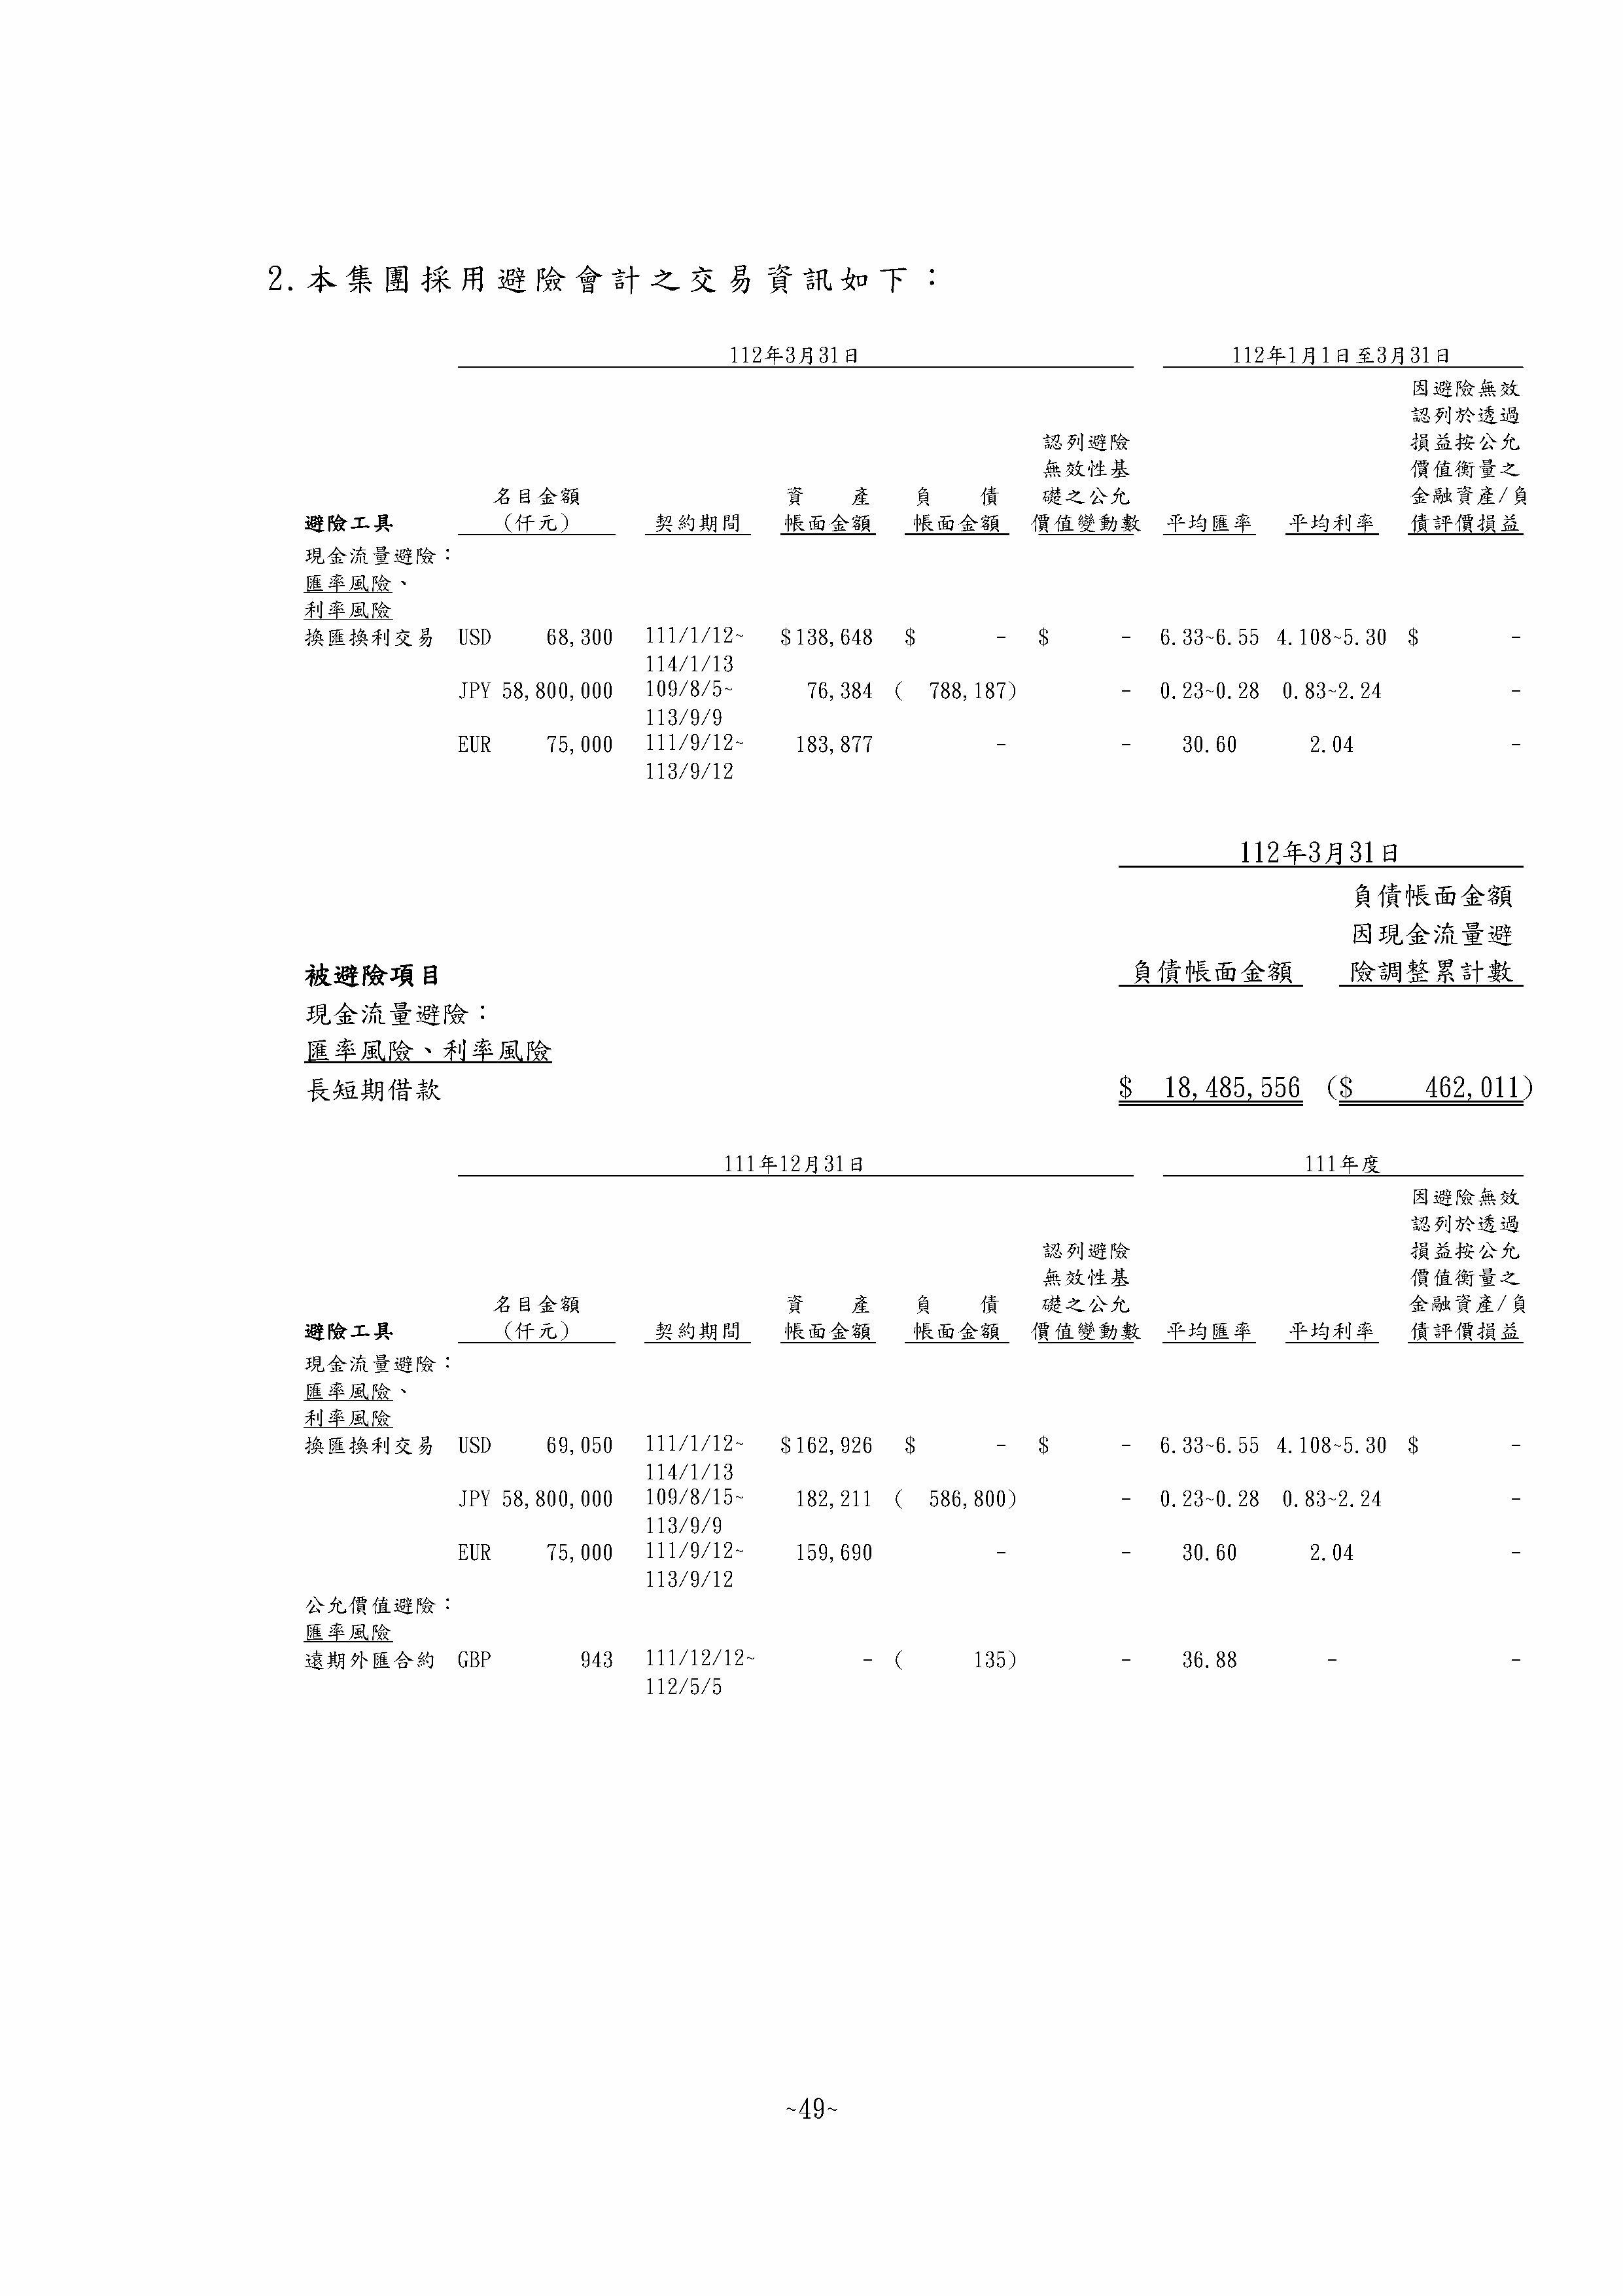 2.本集團採用避險會計之交易資訊如下：
112年3月31日 112年1月1日至3月31日
因避險無效
認列於透過
認列避險 損益按公允
無效性基 價值衡量之
名目金額 資產 負債 礎之公允 金融資產/負
避險工具 (仟元) 契約期間 帳面金額 帳面金額 價值變動數 平均匯率 平均利率 債評價損益
現金流量避險：
匯率風險、
利率風險
換匯換利交易 USD 68,300 111/1/12~ $138,648 $ - $ - 6.33~6.55 4.108~5.30 $ -
114/1/13
JPY 58,800,000 109/8/5~ 76,384 ( 788,187) - 0.23~0.28 0.83~2.24 -
113/9/9
EUR 75,000 111/9/12~ 183,877 - - 30.60 2.04 -
113/9/12
112年3月31日
負債帳面金額
因現金流量避
被避險項目 負債帳面金額 險調整累計數
現金流量避險：
匯率風險、利率風險
長短期借款 $ 18,485,556 ($ 462,011)
111年12月31日 111年度
因避險無效
認列於透過
認列避險 損益按公允
無效性基 價值衡量之
名目金額 資產 負債 礎之公允 金融資產/負
避險工具 (仟元) 契約期間 帳面金額 帳面金額 價值變動數 平均匯率 平均利率 債評價損益
現金流量避險：
匯率風險、
利率風險
換匯換利交易 USD 69,050 111/1/12~ $162,926 $ - $ - 6.33~6.55 4.108~5.30 $ -
114/1/13
JPY 58,800,000 109/8/15~ 182,211 ( 586,800) - 0.23~0.28 0.83~2.24 -
113/9/9
EUR 75,000 111/9/12~ 159,690 - - 30.60 2.04 -
113/9/12
公允價值避險：
匯率風險
遠期外匯合約 GBP 943 111/12/12~ - ( 135) - 36.88 - -
112/5/5
~49~